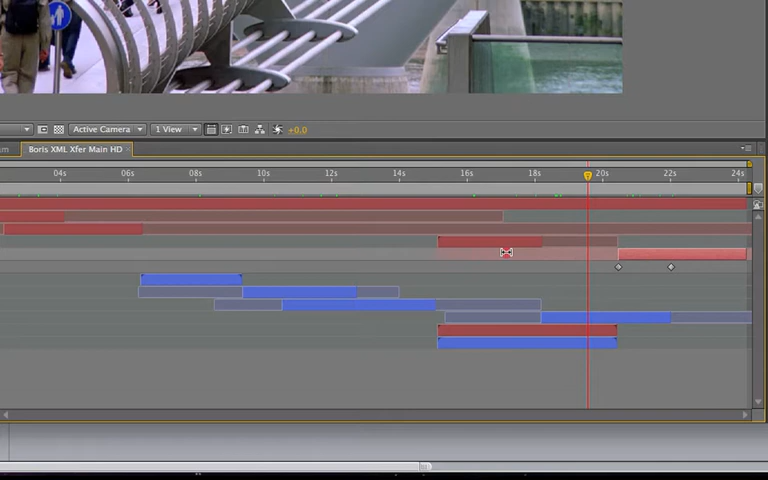 Active Camera 1 View +0.0
m Boris XML Xfer Main HD
04s 06s 08s 10s 12s 14s 16s 18s 20s 22s 24s